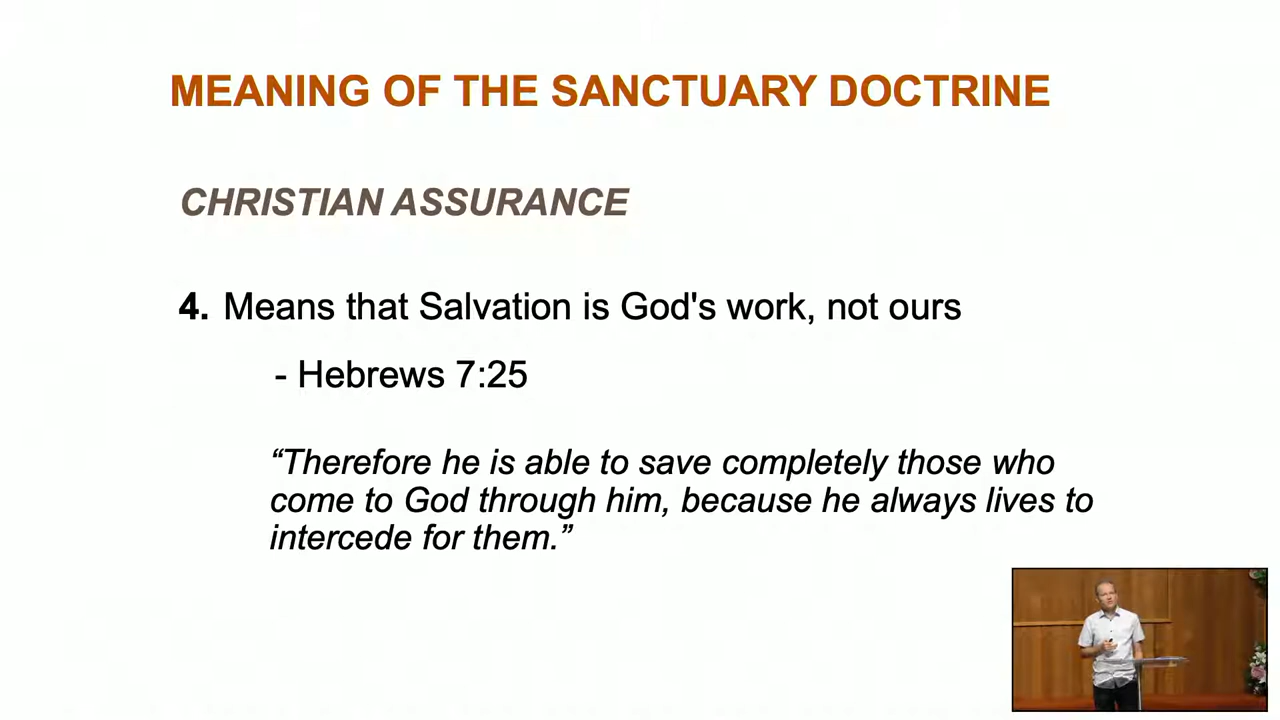 MEANING OF THE SANCTUARY DOCTRINE
CHRISTIAN ASSURANCE
4. Means that Salvation is God's work, not ours
- Hebrews 7:25
“Therefore he is able to save completely those who
come to God through him, because he always lives to
intercede for them.”